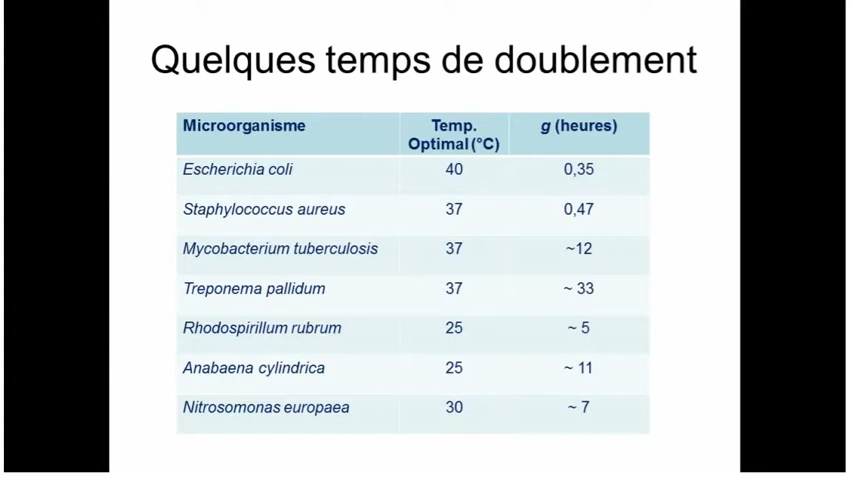 Quelques temps de doublement
Microorganisme Temp. Optimal (°C) g (heures)
Escherichia coli 40 0,35
Staphylococcus aureus 37 0,47
Mycobacterium tuberculosis 37 ~12
Treponema pallidum 37 ~ 33
Rhodospirillum rubrum 25 ~ 5
Anabaena cylindrica 25 ~ 11
Nitrosomonas europaea 30 ~ 7